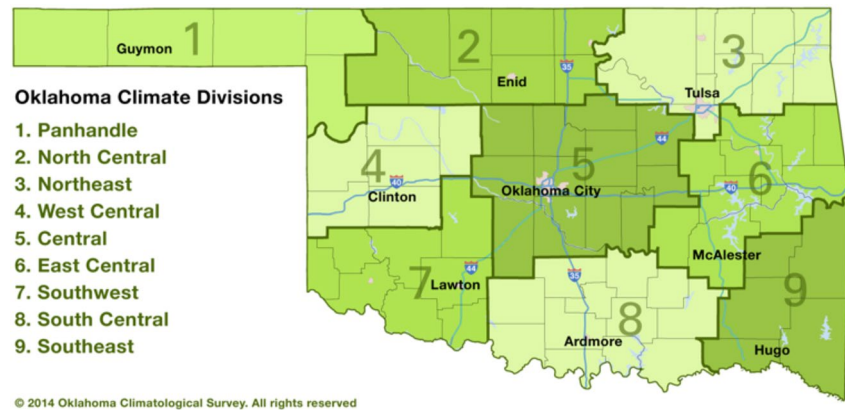 1
Guymon
2
35
3
Enid
Tulsa
Oklahoma Climate Divisions
1. Panhandle
2. North Central
3. Northeast
4. West Central
5. Central
6. East Central
7. Southwest
8. South Central
9. Southeast
44
4
40
Clinton
5
Oklahoma City
40
6
McAlester
44
7
Lawton
35
8
Ardmore
9
Hugo
© 2014 Oklahoma Climatological Survey. All rights reserved